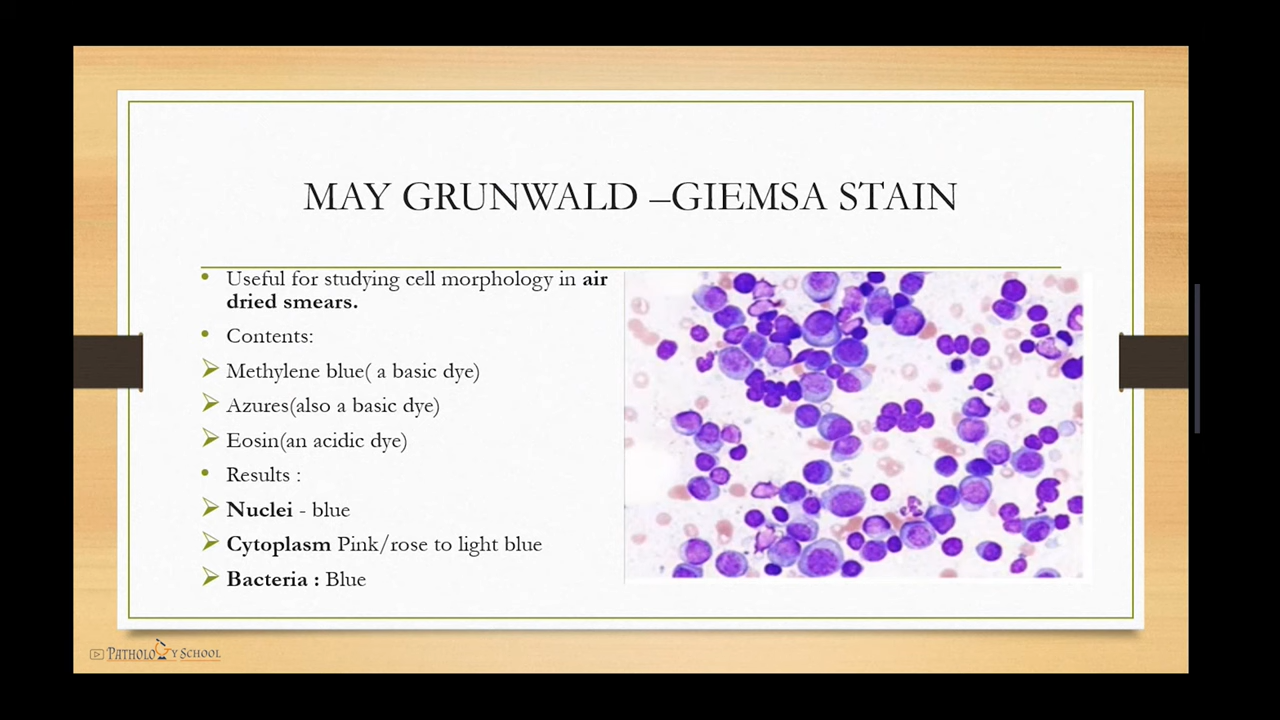 MAY GRUNWALD –GIEMSA STAIN
• Useful for studying cell morphology in air
dried smears.
• Contents:
➢ Methylene blue( a basic dye)
➢ Azures(also a basic dye)
➢ Eosin(an acidic dye)
• Results :
➢ Nuclei - blue
➢ Cytoplasm Pink/rose to light blue
➢ Bacteria : Blue
PATHOLOGY SCHOOL